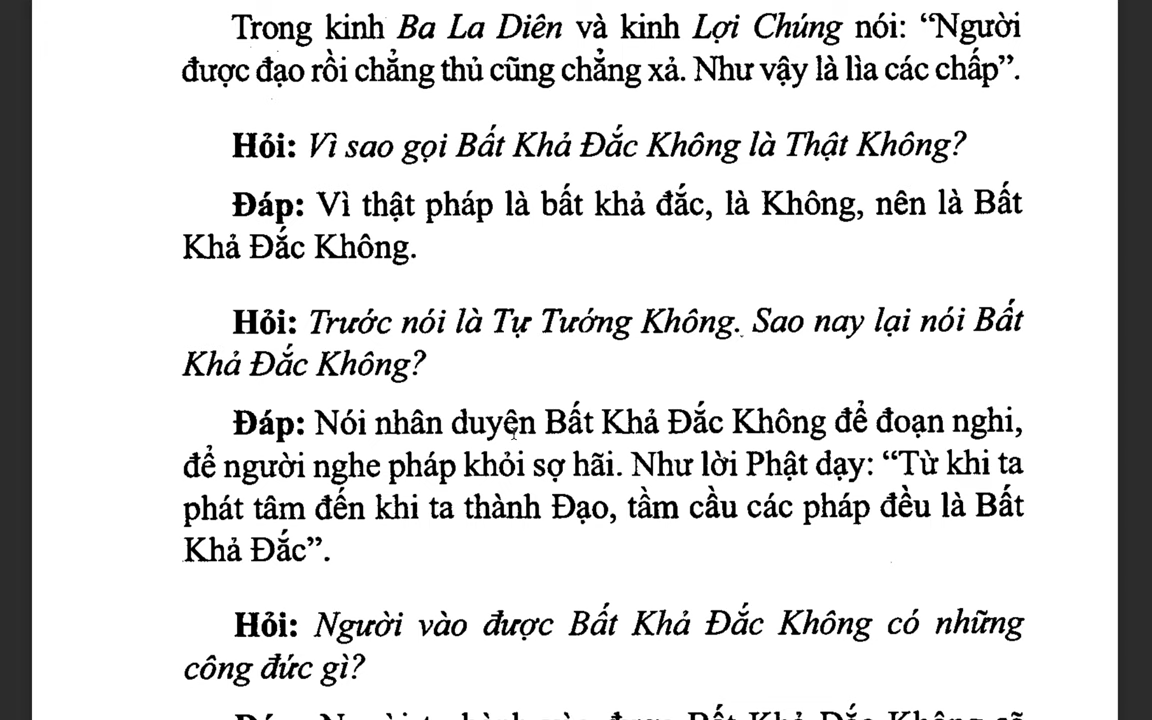 Trong kinh Ba La Diên và kinh Lợi Chúng nói: “Người
được đạo rồi chẳng thủ cũng chẳng xả. Như vậy là lìa các chấp”.
Hỏi: Vì sao gọi Bất Khả Đắc Không là Thật Không?
Đáp: Vì thật pháp là bất khả đắc, là Không, nên là Bất
Khả Đắc Không.
Hỏi: Trước nói là Tự Tướng Không. Sao nay lại nói Bất
Khả Đắc Không?
Đáp: Nói nhân duyện Bất Khả Đắc Không để đoạn nghi,
để người nghe pháp khỏi sợ hãi. Như lời Phật dạy: “Từ khi ta
phát tâm đến khi ta thành Đạo, tầm cầu các pháp đều là Bất
Khả Đắc”.
Hỏi: Người vào được Bất Khả Đắc Không có những
công đức gì?